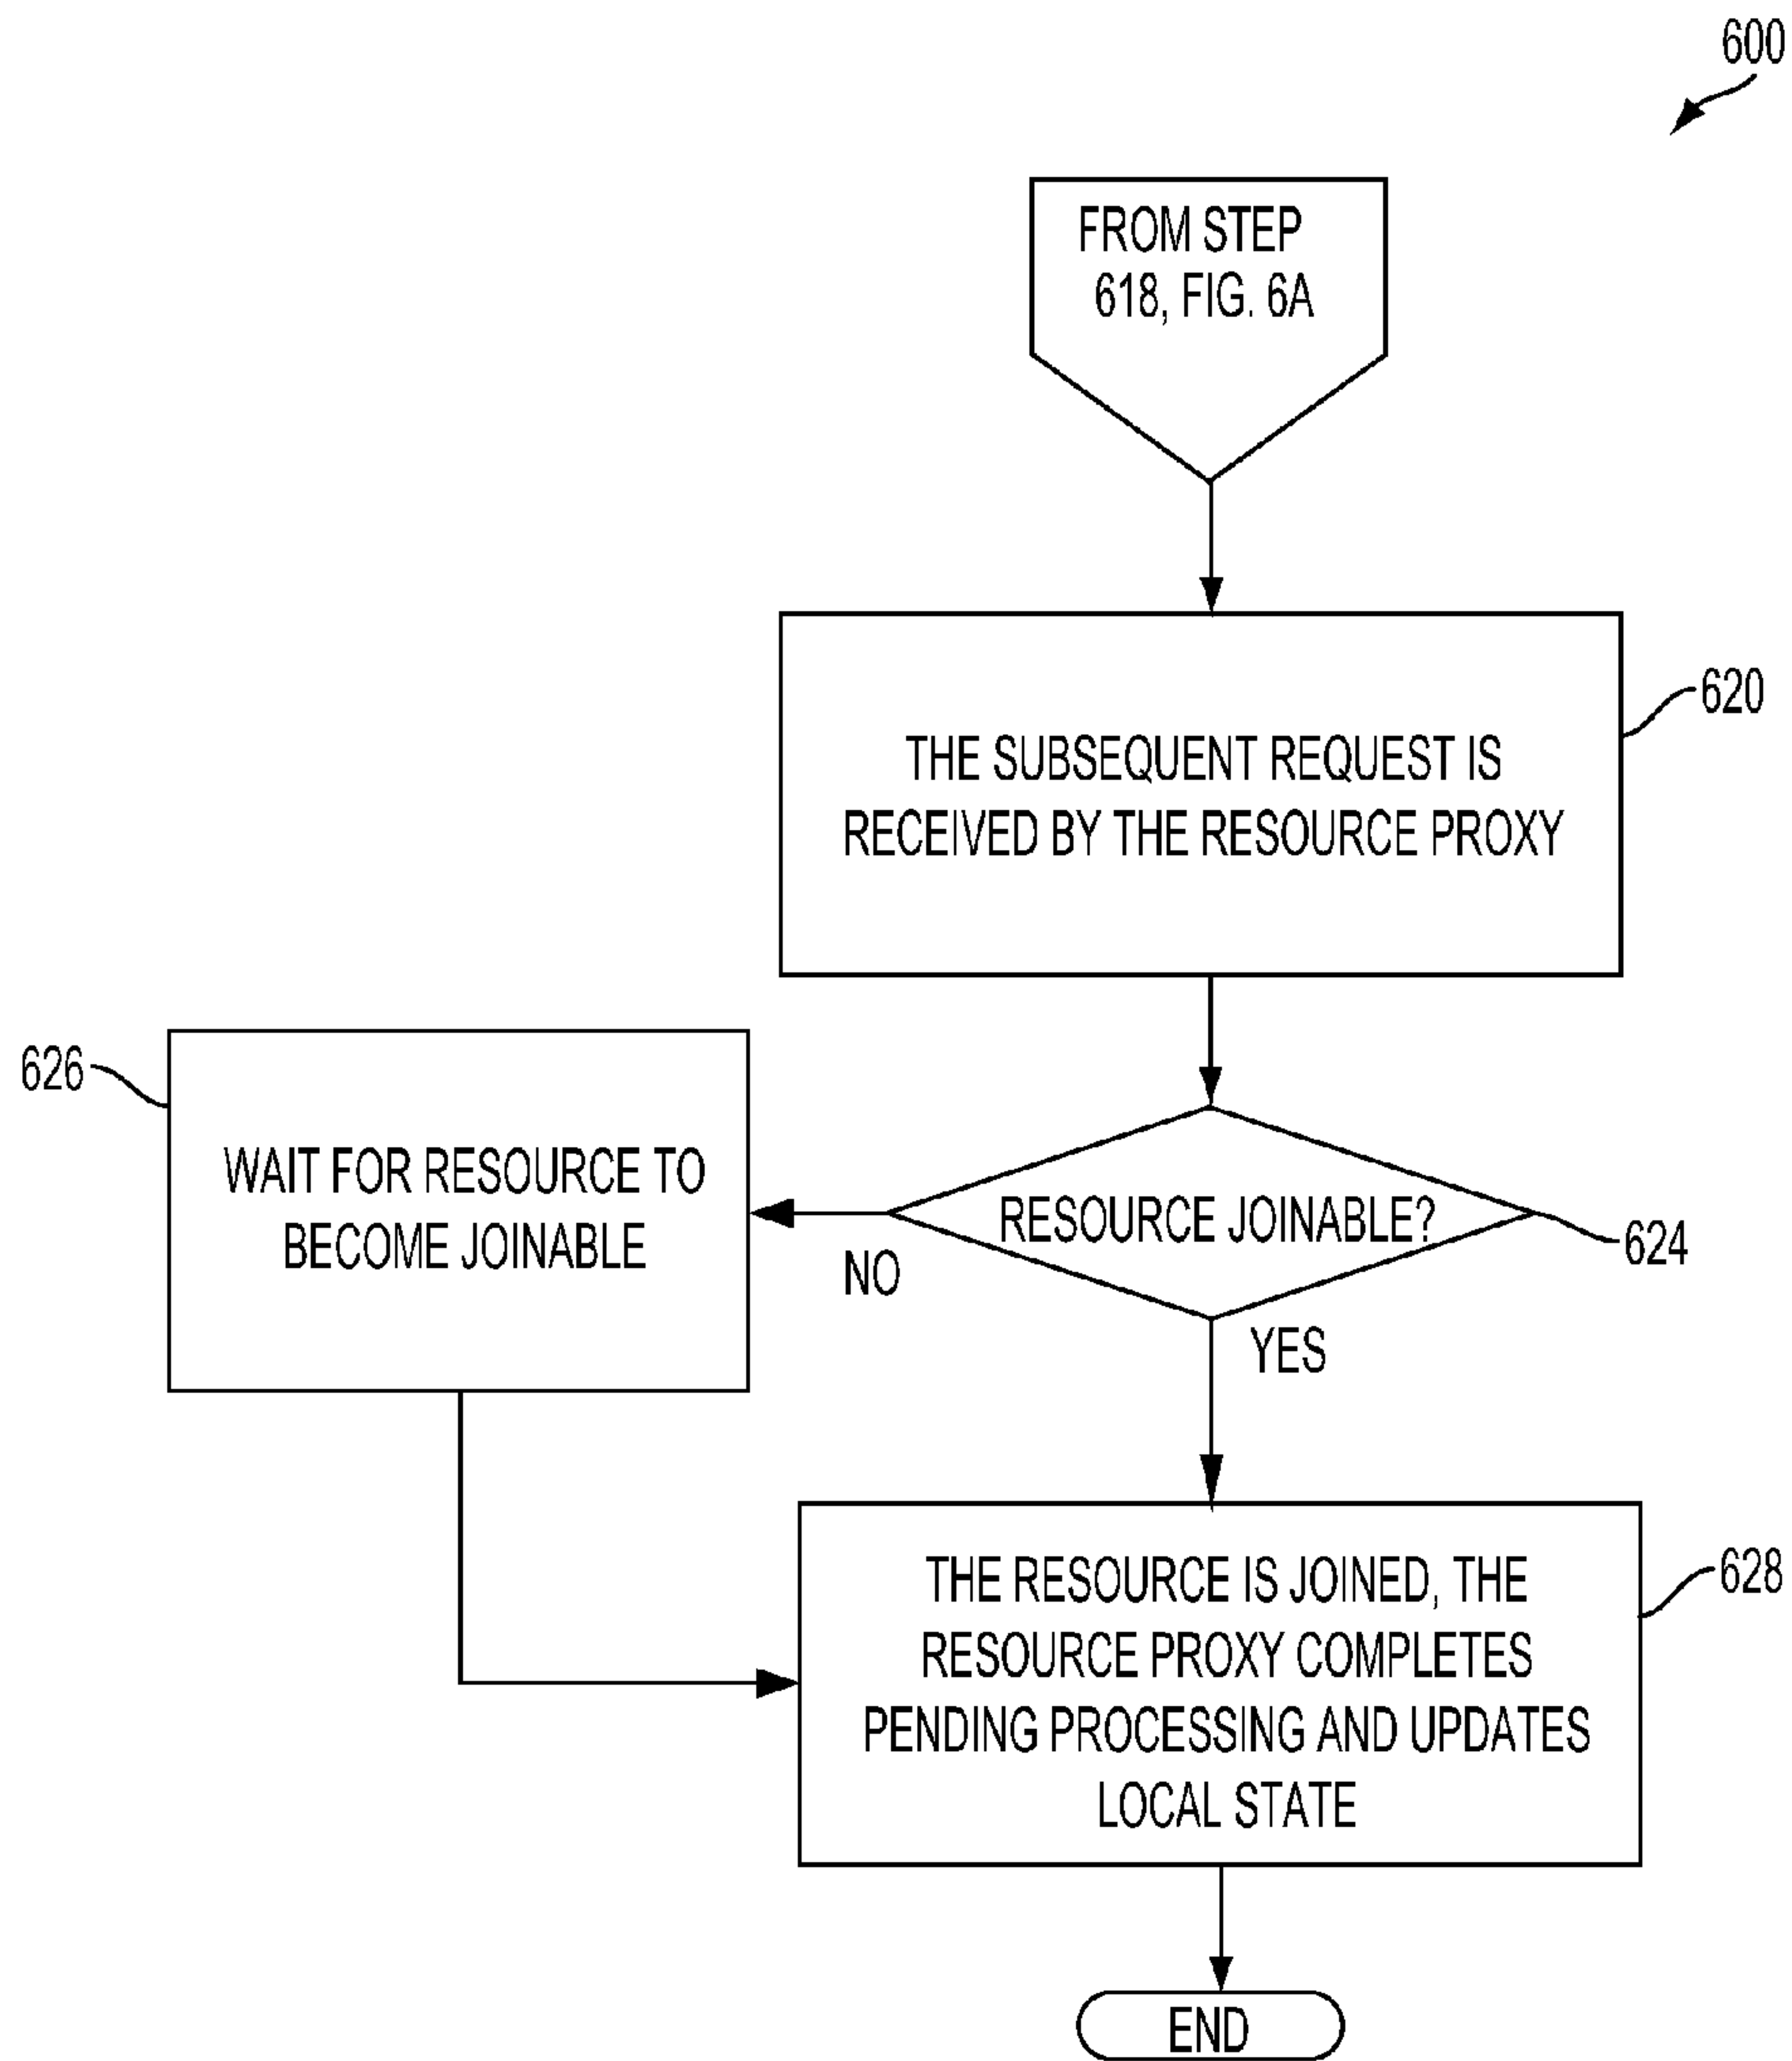 600
FROM STEP
618, FIG. 6A
THE SUBSEQUENT REQUEST IS
RECEIVED BY THE RESOURCE PROXY
620
626
WAIT FOR RESOURCE TO
BECOME JOINABLE
RESOURCE JOINABLE?
624
NO
YES
THE RESOURCE IS JOINED, THE
RESOURCE PROXY COMPLETES
PENDING PROCESSING AND UPDATES
LOCAL STATE
628
END